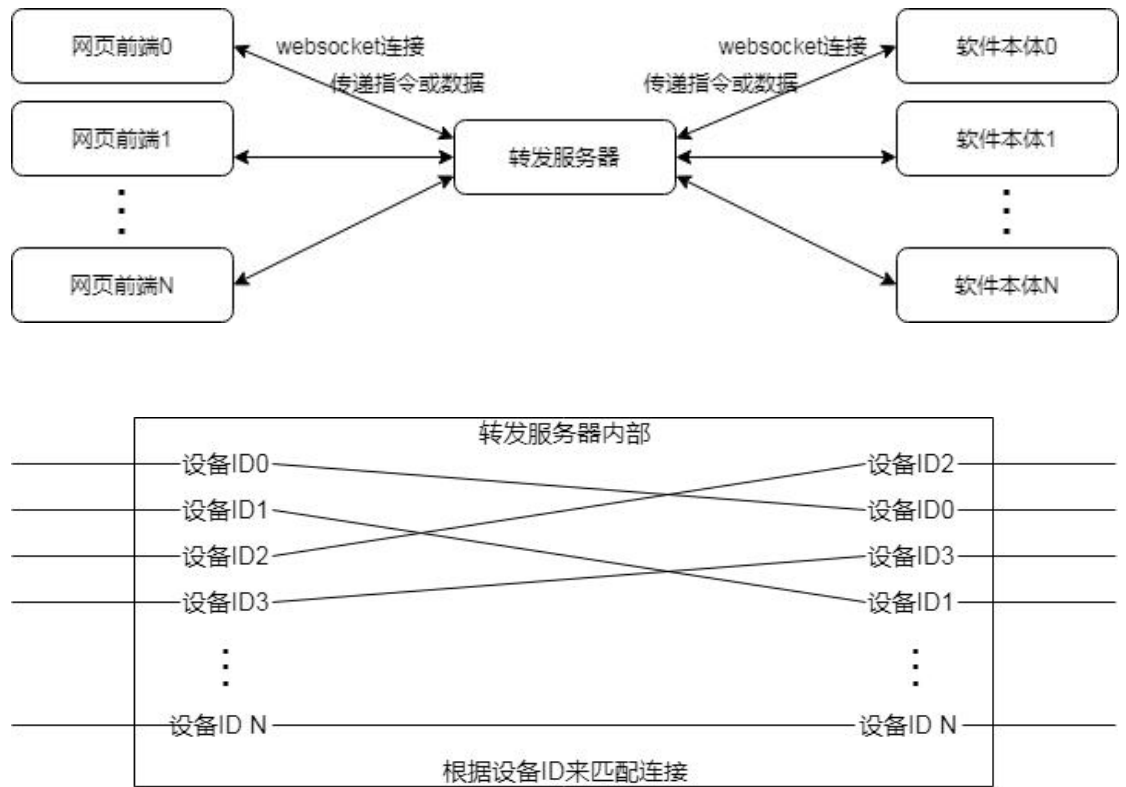 网页前端0
websocket连接
websocket连接
软件本体0
传递指令或数据
传递指令或数据
网页前端1
转发服务器
软件本体1
网页前端N
软件本体N
转发服务器内部
设备ID0
设备ID2
设备ID1
设备ID0
设备ID2
设备ID3
设备ID3
设备ID1
设备ID N
设备ID N
根据设备ID来匹配连接